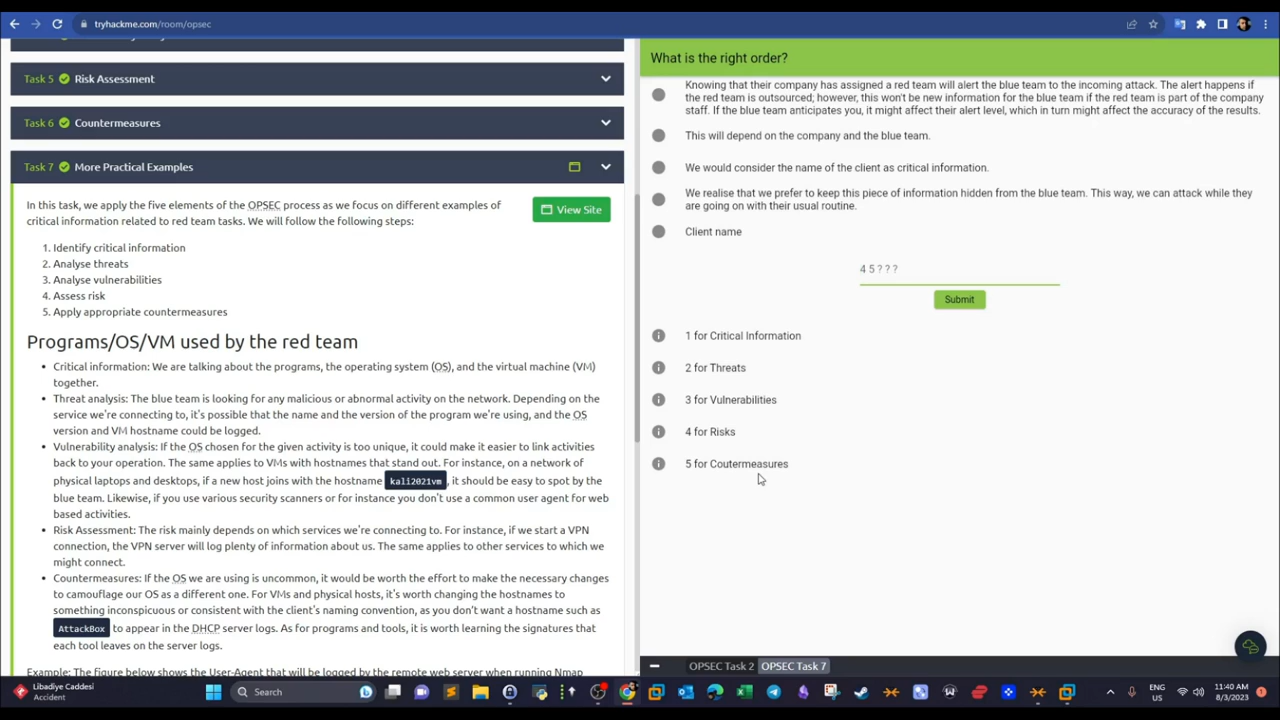 tryhackme.com/room/opsec
Task 5 Risk Assessment
Task 6 Countermeasures
Task 7 More Practical Examples
In this task, we apply the five elements of the OPSEC process as we focus on different examples of
critical information related to red team tasks. We will follow the following steps:
View Site
1. Identify critical information
2. Analyse threats
3. Analyse vulnerabilities
4. Assess risk
5. Apply appropriate countermeasures
Programs/OS/VM used by the red team
• Critical information: We are talking about the programs, the operating system (OS), and the virtual machine (VM)
together.
• Threat analysis: The blue team is looking for any malicious or abnormal activity on the network. Depending on the
service we're connecting to, it's possible that the name and the version of the program we're using, and the OS
version and VM hostname could be logged.
• Vulnerability analysis: If the OS chosen for the given activity is too unique, it could make it easier to link activities
back to your operation. The same applies to VMs with hostnames that stand out. For instance, on a network of
physical laptops and desktops, if a new host joins with the hostname kali2021vm, it should be easy to spot by the
blue team. Likewise, if you use various security scanners or for instance you don't use a common user agent for web
based activities.
• Risk Assessment: The risk mainly depends on which services we're connecting to. For instance, if we start a VPN
connection, the VPN server will log plenty of information about us. The same applies to other services to which we
might connect.
• Countermeasures: If the OS we are using is uncommon, it would be worth the effort to make the necessary changes
to camouflage our OS as a different one. For VMs and physical hosts, it's worth changing the hostnames to
something inconspicuous or consistent with the client's naming convention, as you don't want a hostname such as
AttackBox to appear in the DHCP server logs. As for programs and tools, it is worth learning the signatures that
each tool leaves on the server logs.
Example: The figure below shows the User-Agent that will be logged by the remote web server when running Nmap
What is the right order?
Knowing that their company has assigned a red team will alert the blue team to the incoming attack. The alert happens if
the red team is outsourced; however, this won't be new information for the blue team if the red team is part of the company
staff. If the blue team anticipates you, it might affect their alert level, which in turn might affect the accuracy of the results.
This will depend on the company and the blue team.
We would consider the name of the client as critical information.
We realise that we prefer to keep this piece of information hidden from the blue team. This way, we can attack while they
are going on with their usual routine.
Client name
4 5 ? ? ?
Submit
1 for Critical Information
2 for Threats
3 for Vulnerabilities
4 for Risks
5 for Coutermeasures
OPSEC Task 2 OPSEC Task 7
Libadiye Caddesi
Accident
Search
ENG
US
11:40 AM
8/3/2023